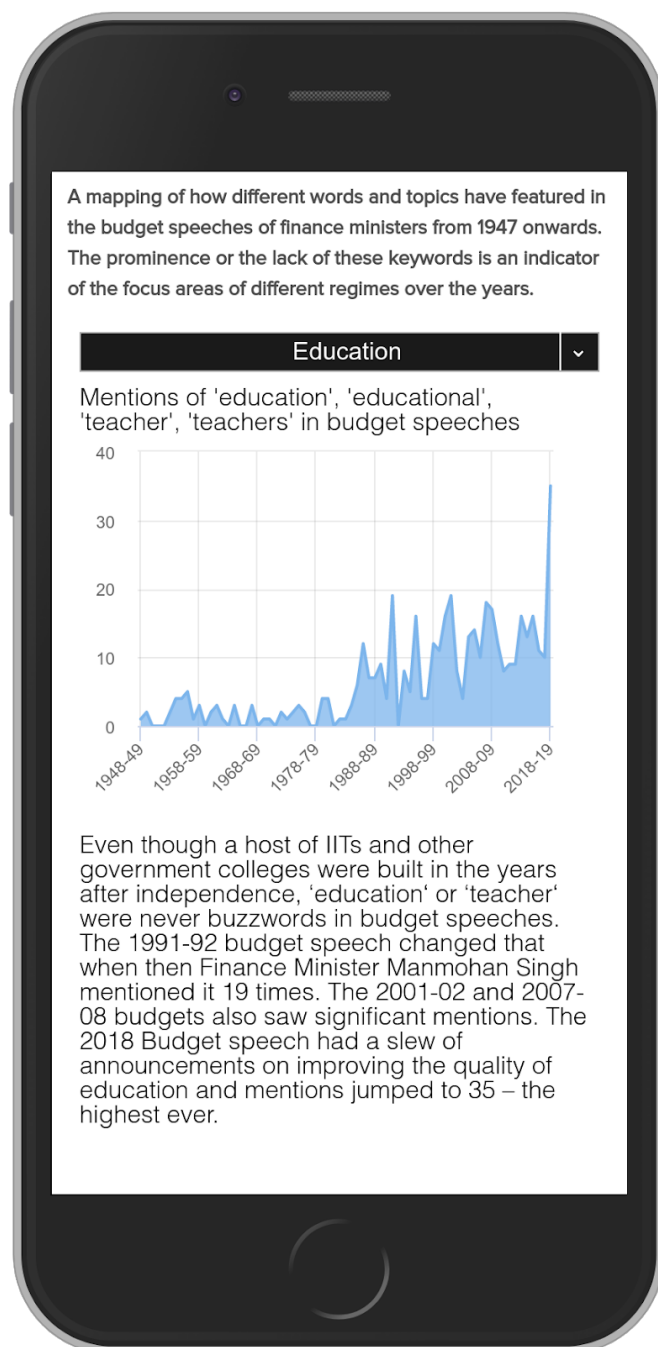 A mapping of how different words and topics have featured in
the budget speeches of finance ministers from 1947 onwards.
The prominence or the lack of these keywords is an indicator
of the focus areas of different regimes over the years.
Education
Mentions of 'education', 'educational',
'teacher', 'teachers' in budget speeches
40
30
20
10
0
1948-49
1958-59
1968-69
1978-79
1988-89
1998-99
2008-09
2018-19
Even though a host of IITs and other
government colleges were built in the years
after independence, ‘education‘ or ‘teacher‘
were never buzzwords in budget speeches.
The 1991-92 budget speech changed that
when then Finance Minister Manmohan Singh
mentioned it 19 times. The 2001-02 and 2007-
08 budgets also saw significant mentions. The
2018 Budget speech had a slew of
announcements on improving the quality of
education and mentions jumped to 35 – the
highest ever.